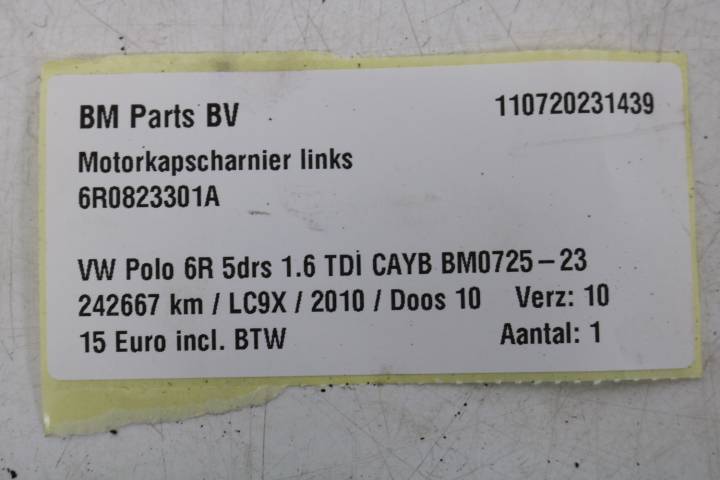 BM Parts BV 110720231439
Motorkapscharnier links
6R0823301A
VW Polo 6R 5drs 1.6 TDI CAYB BM0725-23
242667 km / LC9X / 2010 / Doos 10 Verz: 10
15 Euro incl. BTW Aantal: 1